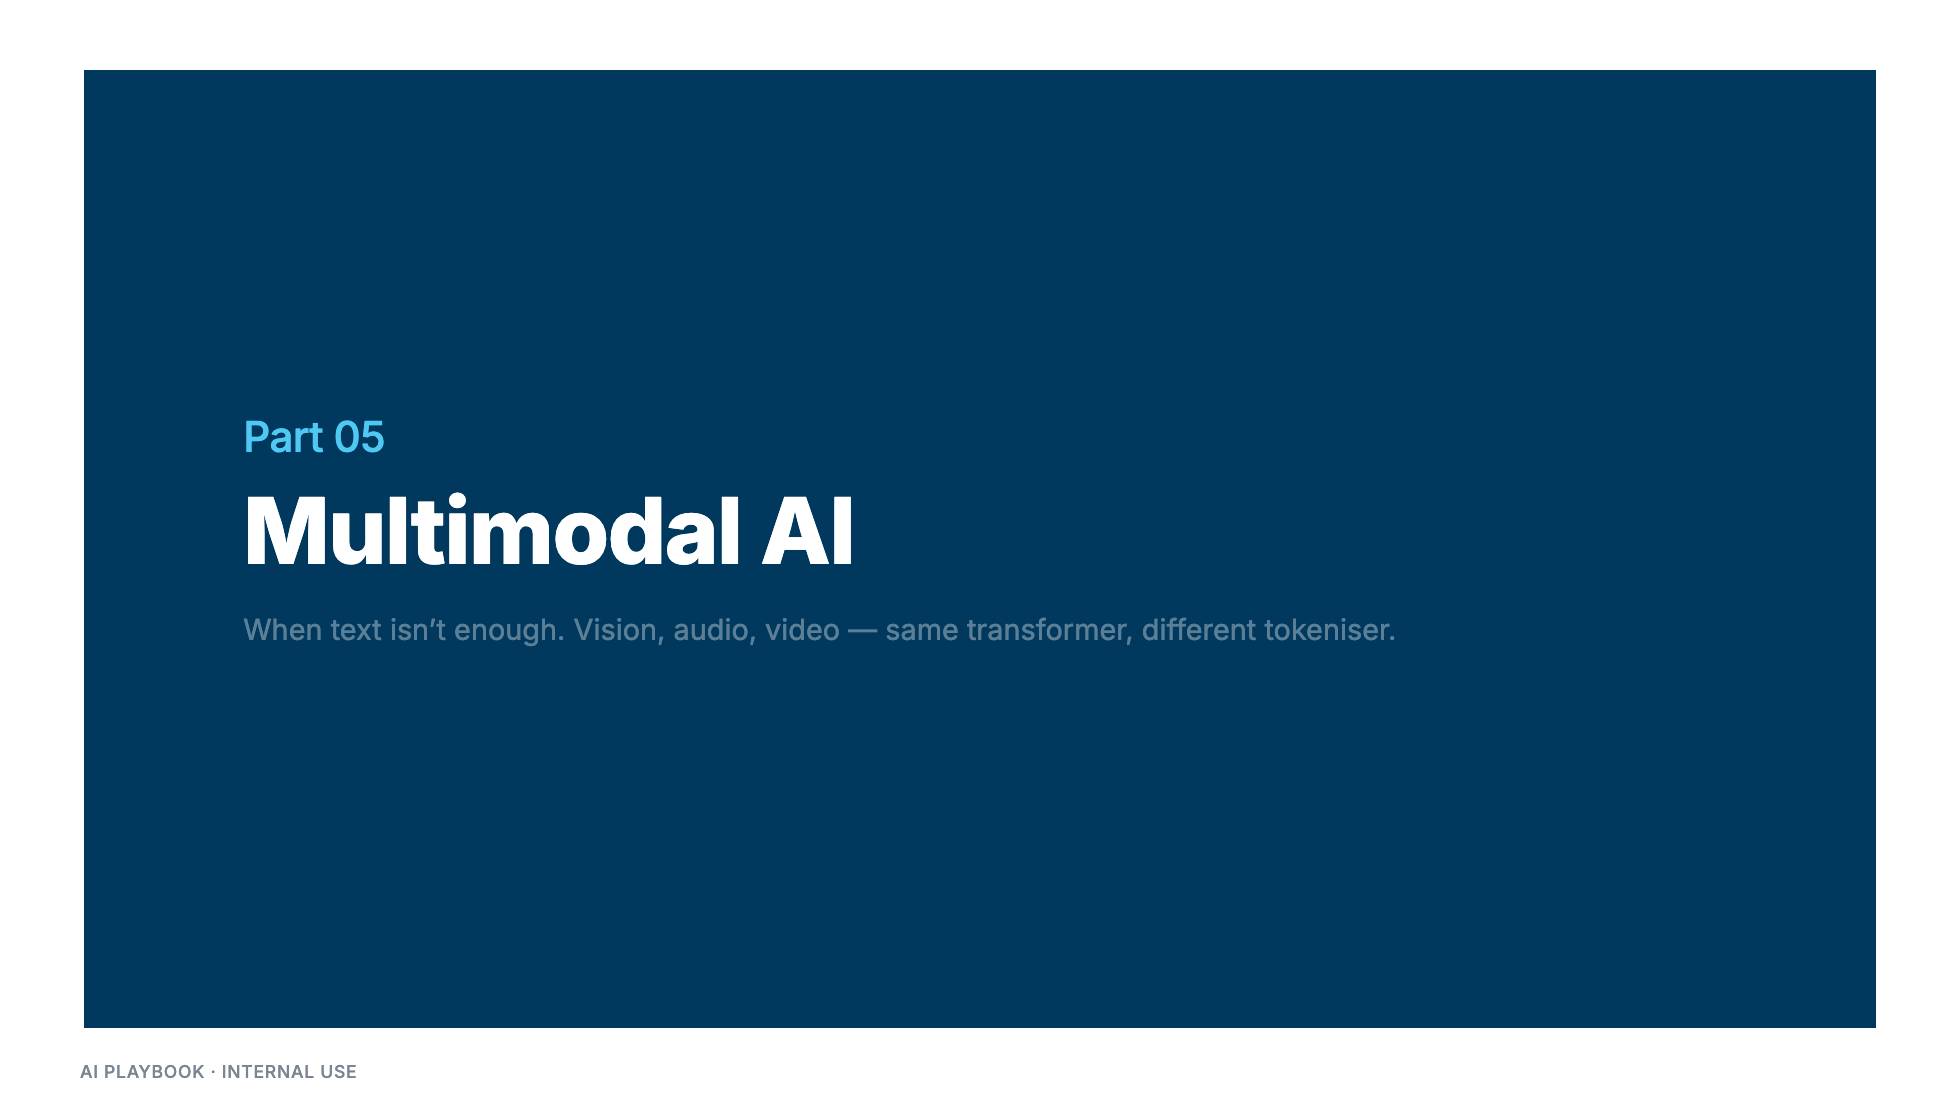 Part 05
Multimodal AI
When text isn’t enough. Vision, audio, video — same transformer, different tokeniser.
AI PLAYBOOK · INTERNAL USE